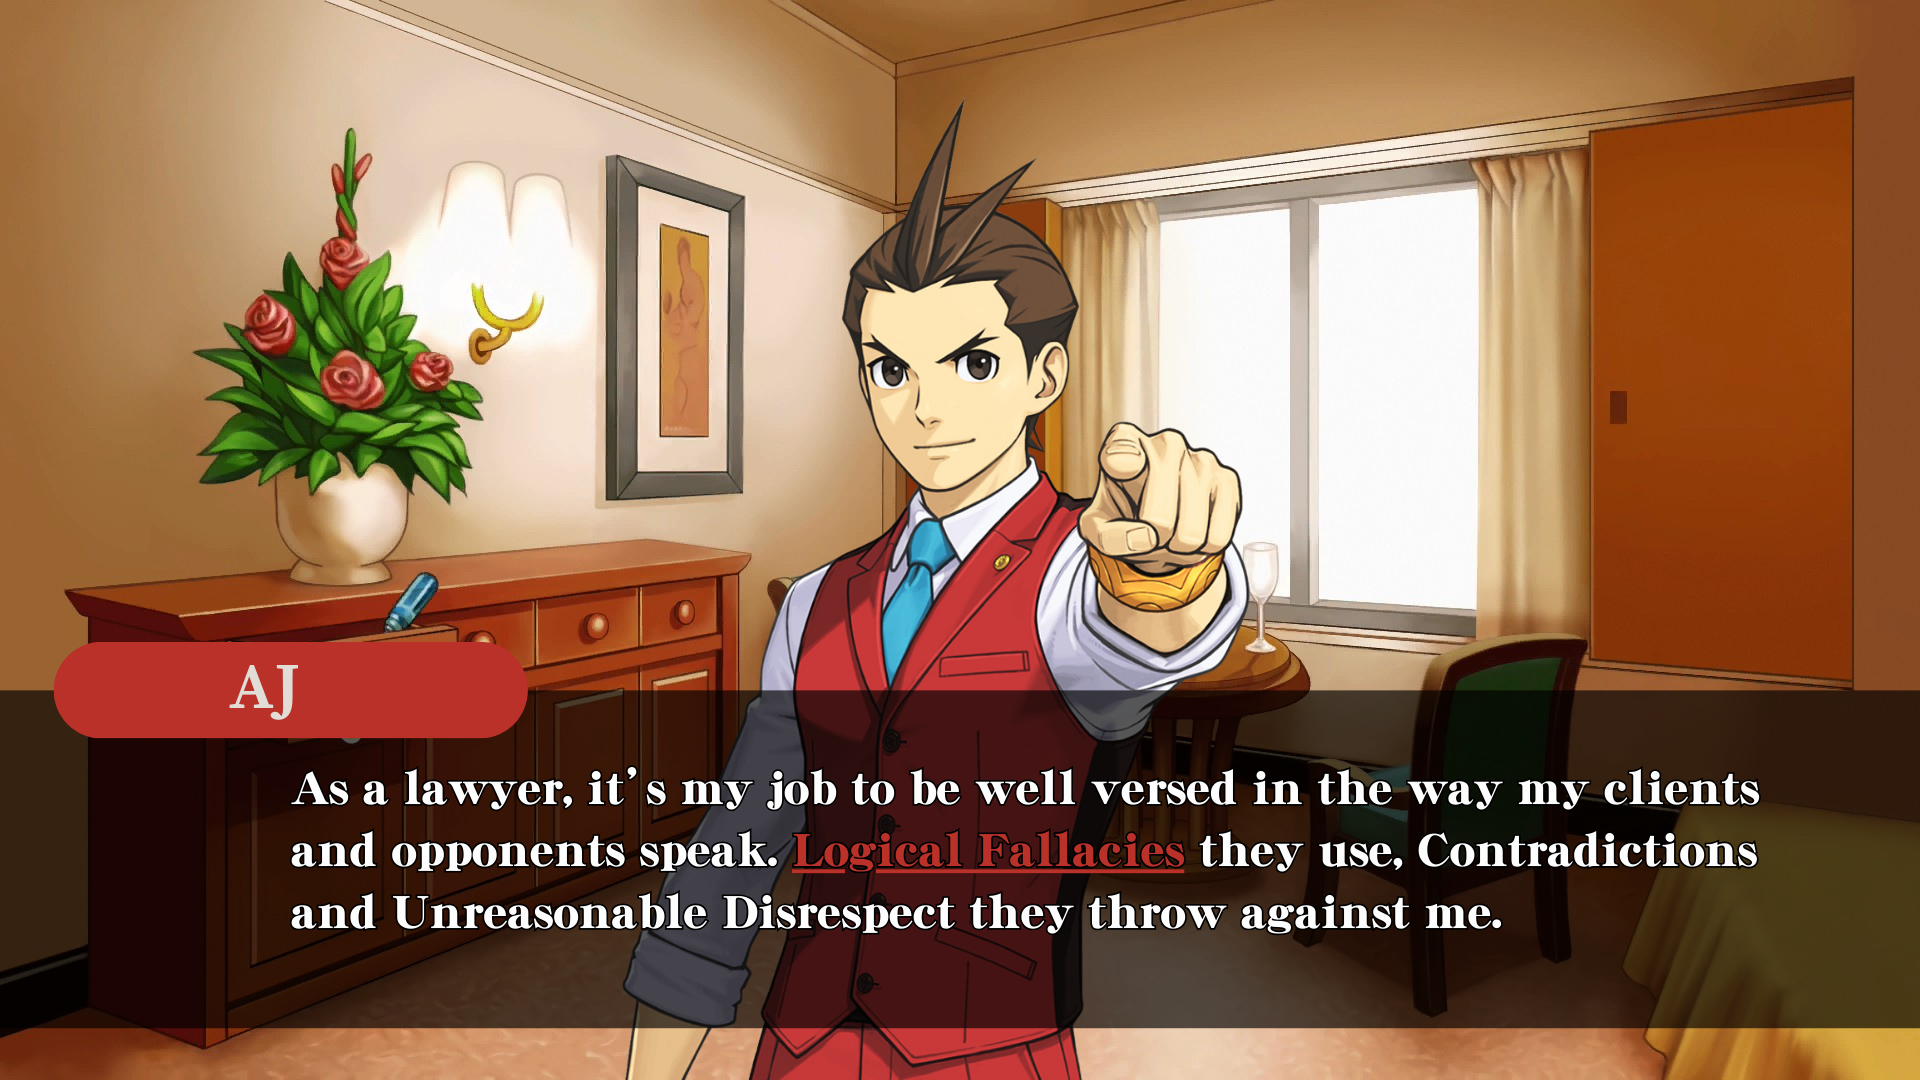 AJ
As a lawyer, it's my job to be well versed in the way my clients
and opponents speak. Logical Fallacies they use, Contradictions
and Unreasonable Disrespect they throw against me.